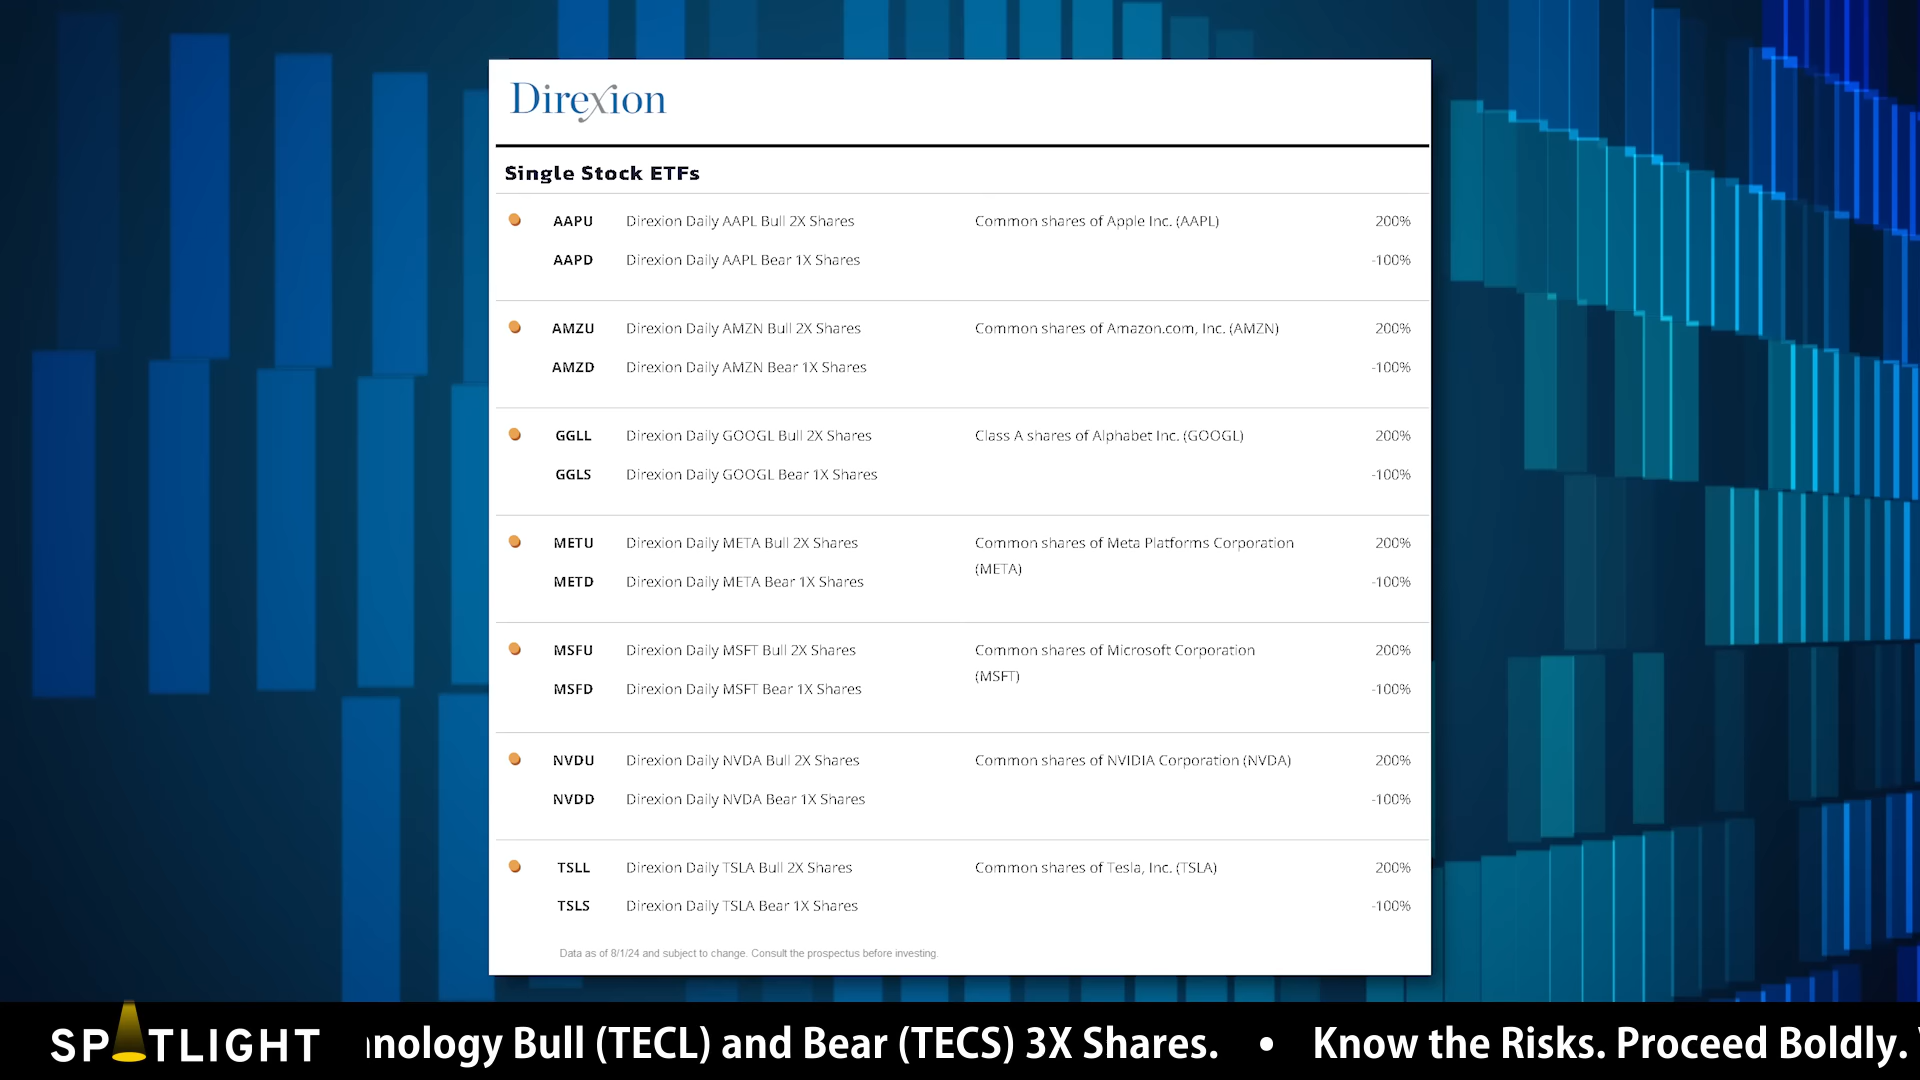 Direxion
Single Stock ETFs
AAPU Direxion Daily AAPL Bull 2X Shares Common shares of Apple Inc. (AAPL) 200%
AAPD Direxion Daily AAPL Bear 1X Shares -100%
AMZU Direxion Daily AMZN Bull 2X Shares Common shares of Amazon.com, Inc. (AMZN) 200%
AMZD Direxion Daily AMZN Bear 1X Shares -100%
GGLL Direxion Daily GOOGL Bull 2X Shares Class A shares of Alphabet Inc. (GOOGL) 200%
GGLS Direxion Daily GOOGL Bear 1X Shares -100%
METU Direxion Daily META Bull 2X Shares Common shares of Meta Platforms Corporation 200%
(META)
METD Direxion Daily META Bear 1X Shares -100%
MSFU Direxion Daily MSFT Bull 2X Shares Common shares of Microsoft Corporation 200%
(MSFT)
MSFD Direxion Daily MSFT Bear 1X Shares -100%
NVDU Direxion Daily NVDA Bull 2X Shares Common shares of NVIDIA Corporation (NVDA) 200%
NVDD Direxion Daily NVDA Bear 1X Shares -100%
TSLL Direxion Daily TSLA Bull 2X Shares Common shares of Tesla, Inc. (TSLA) 200%
TSLS Direxion Daily TSLA Bear 1X Shares -100%
Data as of 8/1/24 and subject to change. Consult the prospectus before investing.
SPOTLIGHT nology Bull (TECL) and Bear (TECS) 3X Shares. • Know the Risks. Proceed Boldly.